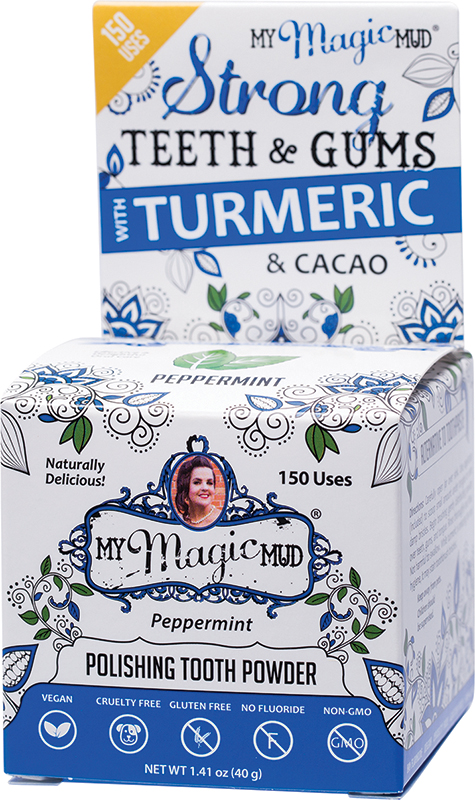 150
USES
MY Magic MUD®
Strong
TEETH & GUMS
WITH TURMERIC
& CACAO
PEPPERMINT
Naturally
Delicious!
150 Uses
MY Magic MUD
®
Peppermint
POLISHING TOOTH POWDER
VEGAN CRUELTY FREE GLUTEN FREE NO FLUORIDE NON-GMO
F GMO
NET WT 1.41 oz (40 g)